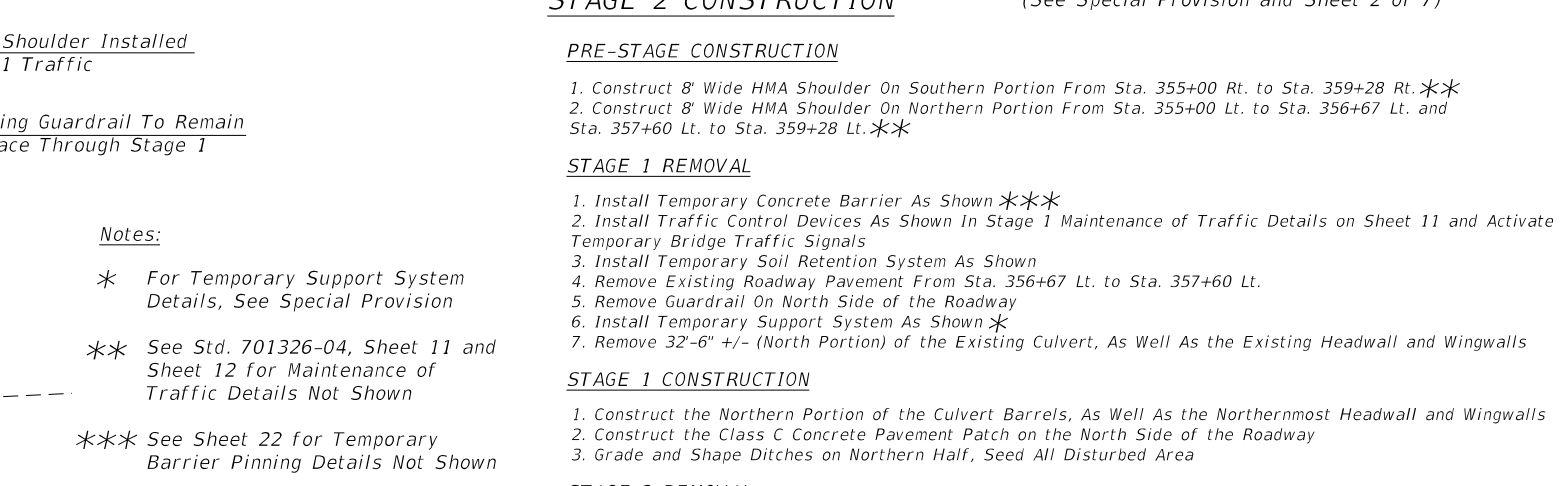 STAGE 2 CONSTRUCTION
(See Special Provision and Sheet 2 of 7)
Shoulder Installed
1 Traffic
ing Guardrail To Remain
ace Through Stage 1
Notes:
* For Temporary Support System
Details, See Special Provision
** See Std. 701326-04, Sheet 11 and
Sheet 12 for Maintenance of
Traffic Details Not Shown
*** See Sheet 22 for Temporary
Barrier Pinning Details Not Shown
PRE-STAGE CONSTRUCTION
1. Construct 8' Wide HMA Shoulder On Southern Portion From Sta. 355+00 Rt. to Sta. 359+28 Rt.**
2. Construct 8' Wide HMA Shoulder On Northern Portion From Sta. 355+00 Lt. to Sta. 356+67 Lt. and
Sta. 357+60 Lt. to Sta. 359+28 Lt.**
STAGE 1 REMOVAL
1. Install Temporary Concrete Barrier As Shown ***
2. Install Traffic Control Devices As Shown In Stage 1 Maintenance of Traffic Details on Sheet 11 and Activate
Temporary Bridge Traffic Signals
3. Install Temporary Soil Retention System As Shown
4. Remove Existing Roadway Pavement From Sta. 356+67 Lt. to Sta. 357+60 Lt.
5. Remove Guardrail On North Side of the Roadway
6. Install Temporary Support System As Shown *
7. Remove 32'-6" +/- (North Portion) of the Existing Culvert, As Well As the Existing Headwall and Wingwalls
STAGE 1 CONSTRUCTION
1. Construct the Northern Portion of the Culvert Barrels, As Well As the Northernmost Headwall and Wingwalls
2. Construct the Class C Concrete Pavement Patch on the North Side of the Roadway
3. Grade and Shape Ditches on Northern Half, Seed All Disturbed Area